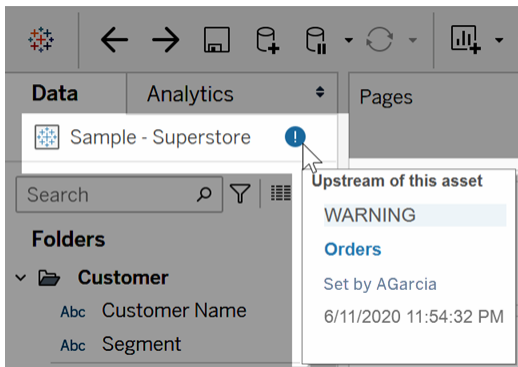 Data
Analytics
Pages
Sample - Superstore
!
Upstream of this asset
WARNING
Orders
Set by AGarcia
6/11/2020 11:54:32 PM
Search
Folders
Customer
Abc Customer Name
Abc Segment